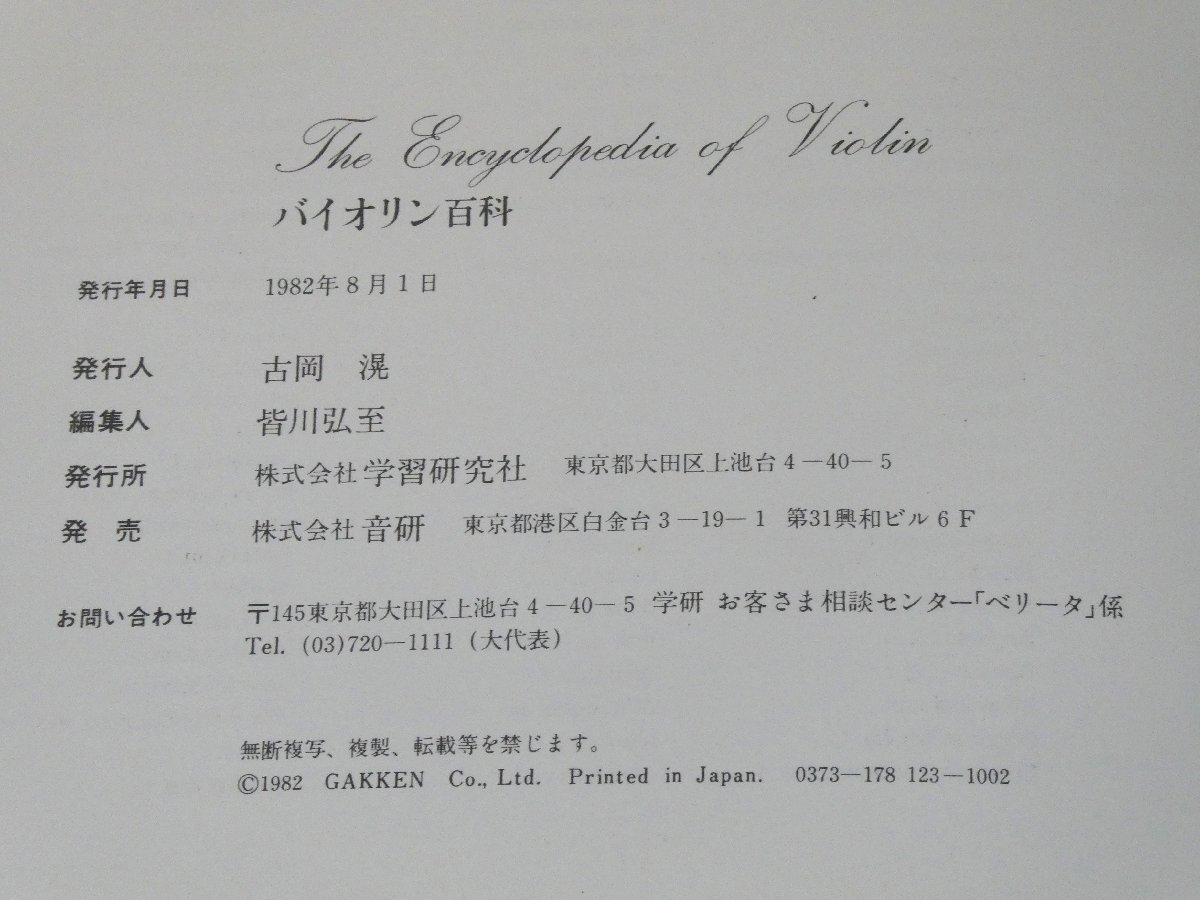 The Encyclopedia of Violin
バイオリン百科
発行年月日 1982年8月1日
発行人 古岡 滉
編集人 皆川弘至
発行所 株式会社 学習研究社 東京都大田区上池台4-40-5
発売 株式会社 音研 東京都港区白金台3-19-1 第31興和ビル6F
お問い合わせ 〒145東京都大田区上池台4-40-5 学研 お客さま相談センター「ベリータ」係
Tel. (03)720-1111 (大代表)
無断複写、複製、転載等を禁じます。
©1982 GAKKEN Co., Ltd. Printed in Japan. 0373-178 123-1002